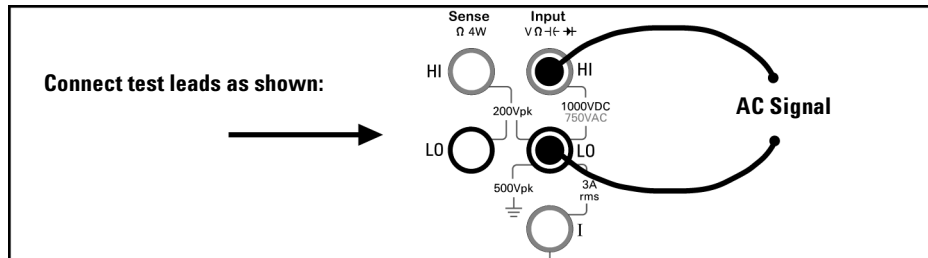 Sense Input
Ω 4W V Ω ⊣⊢ ➔⊢
HI HI
Connect test leads as shown:
200Vpk 1000VDC
750VAC
AC Signal
LO LO
500Vpk 3A
rms
I